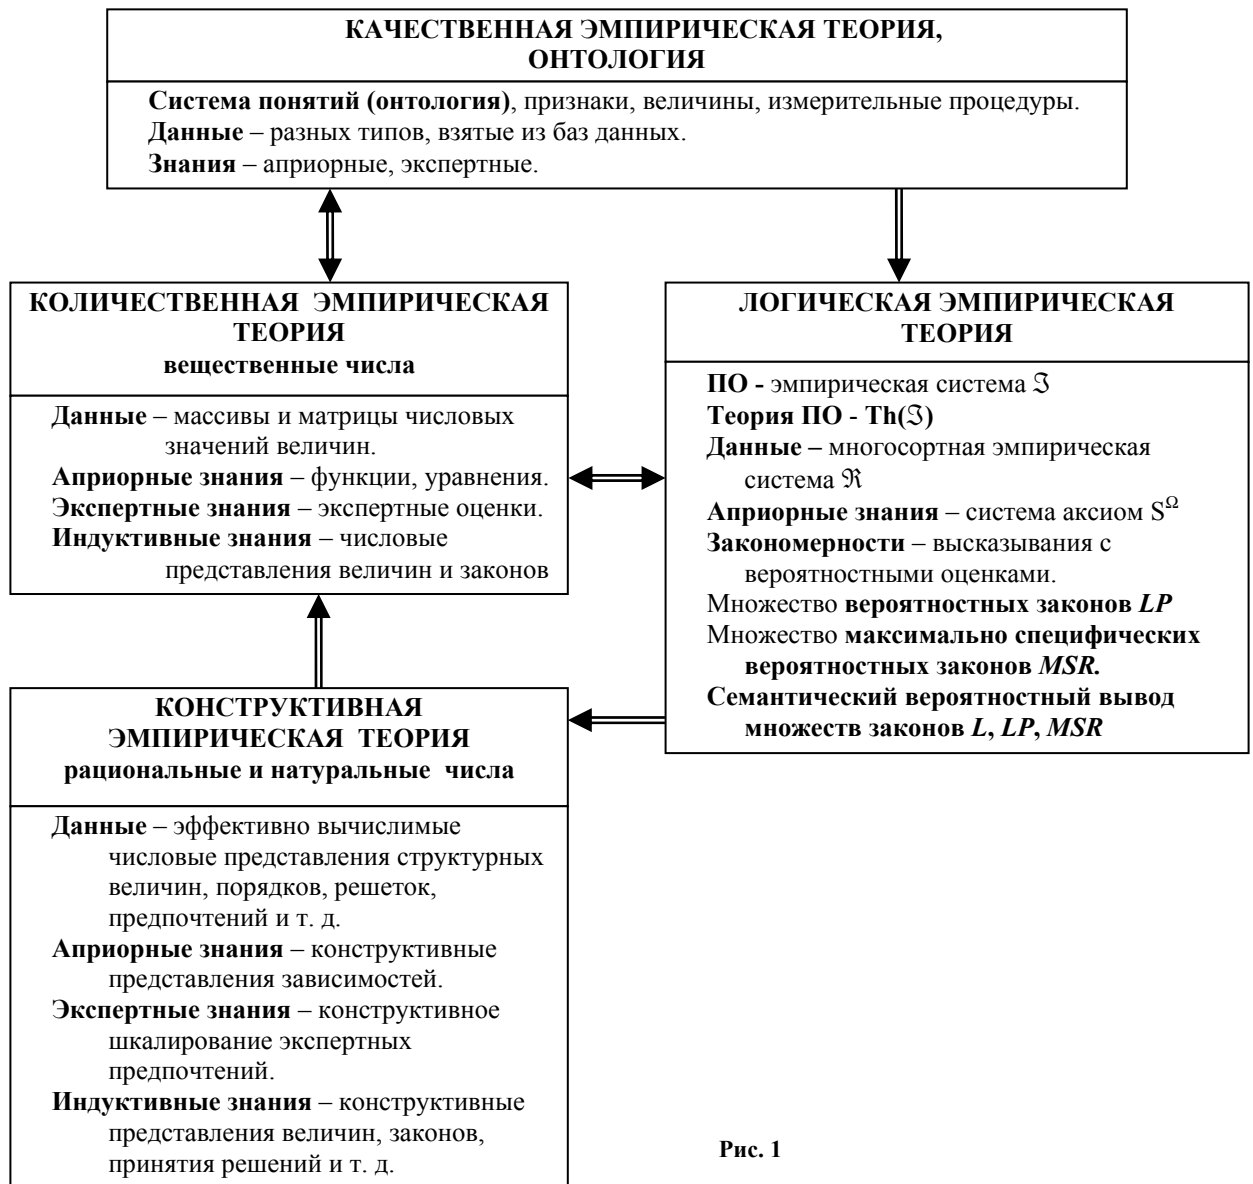 КАЧЕСТВЕННАЯ ЭМПИРИЧЕСКАЯ ТЕОРИЯ,
ОНТОЛОГИЯ
Система понятий (онтология), признаки, величины, измерительные процедуры.
Данные – разных типов, взятые из баз данных.
Знания – априорные, экспертные.
КОЛИЧЕСТВЕННАЯ ЭМПИРИЧЕСКАЯ
ТЕОРИЯ
вещественные числа
Данные – массивы и матрицы числовых
значений величин.
Априорные знания – функции, уравнения.
Экспертные знания – экспертные оценки.
Индуктивные знания – числовые
представления величин и законов
ЛОГИЧЕСКАЯ ЭМПИРИЧЕСКАЯ
ТЕОРИЯ
ПО - эмпирическая система ℑ
Теория ПО - Th(ℑ)
Данные – многосортная эмпирическая
система ℜ
Априорные знания – система аксиом S^Ω
Закономерности – высказывания с
вероятностными оценками.
Множество вероятностных законов LP
Множество максимально специфических
вероятностных законов MSR.
Семантический вероятностный вывод
множеств законов L, LP, MSR
КОНСТРУКТИВНАЯ
ЭМПИРИЧЕСКАЯ ТЕОРИЯ
рациональные и натуральные числа
Данные – эффективно вычислимые
числовые представления структурных
величин, порядков, решеток,
предпочтений и т. д.
Априорные знания – конструктивные
представления зависимостей.
Экспертные знания – конструктивное
шкалирование экспертных
предпочтений.
Индуктивные знания – конструктивные
представления величин, законов,
принятия решений и т. д.
Рис. 1